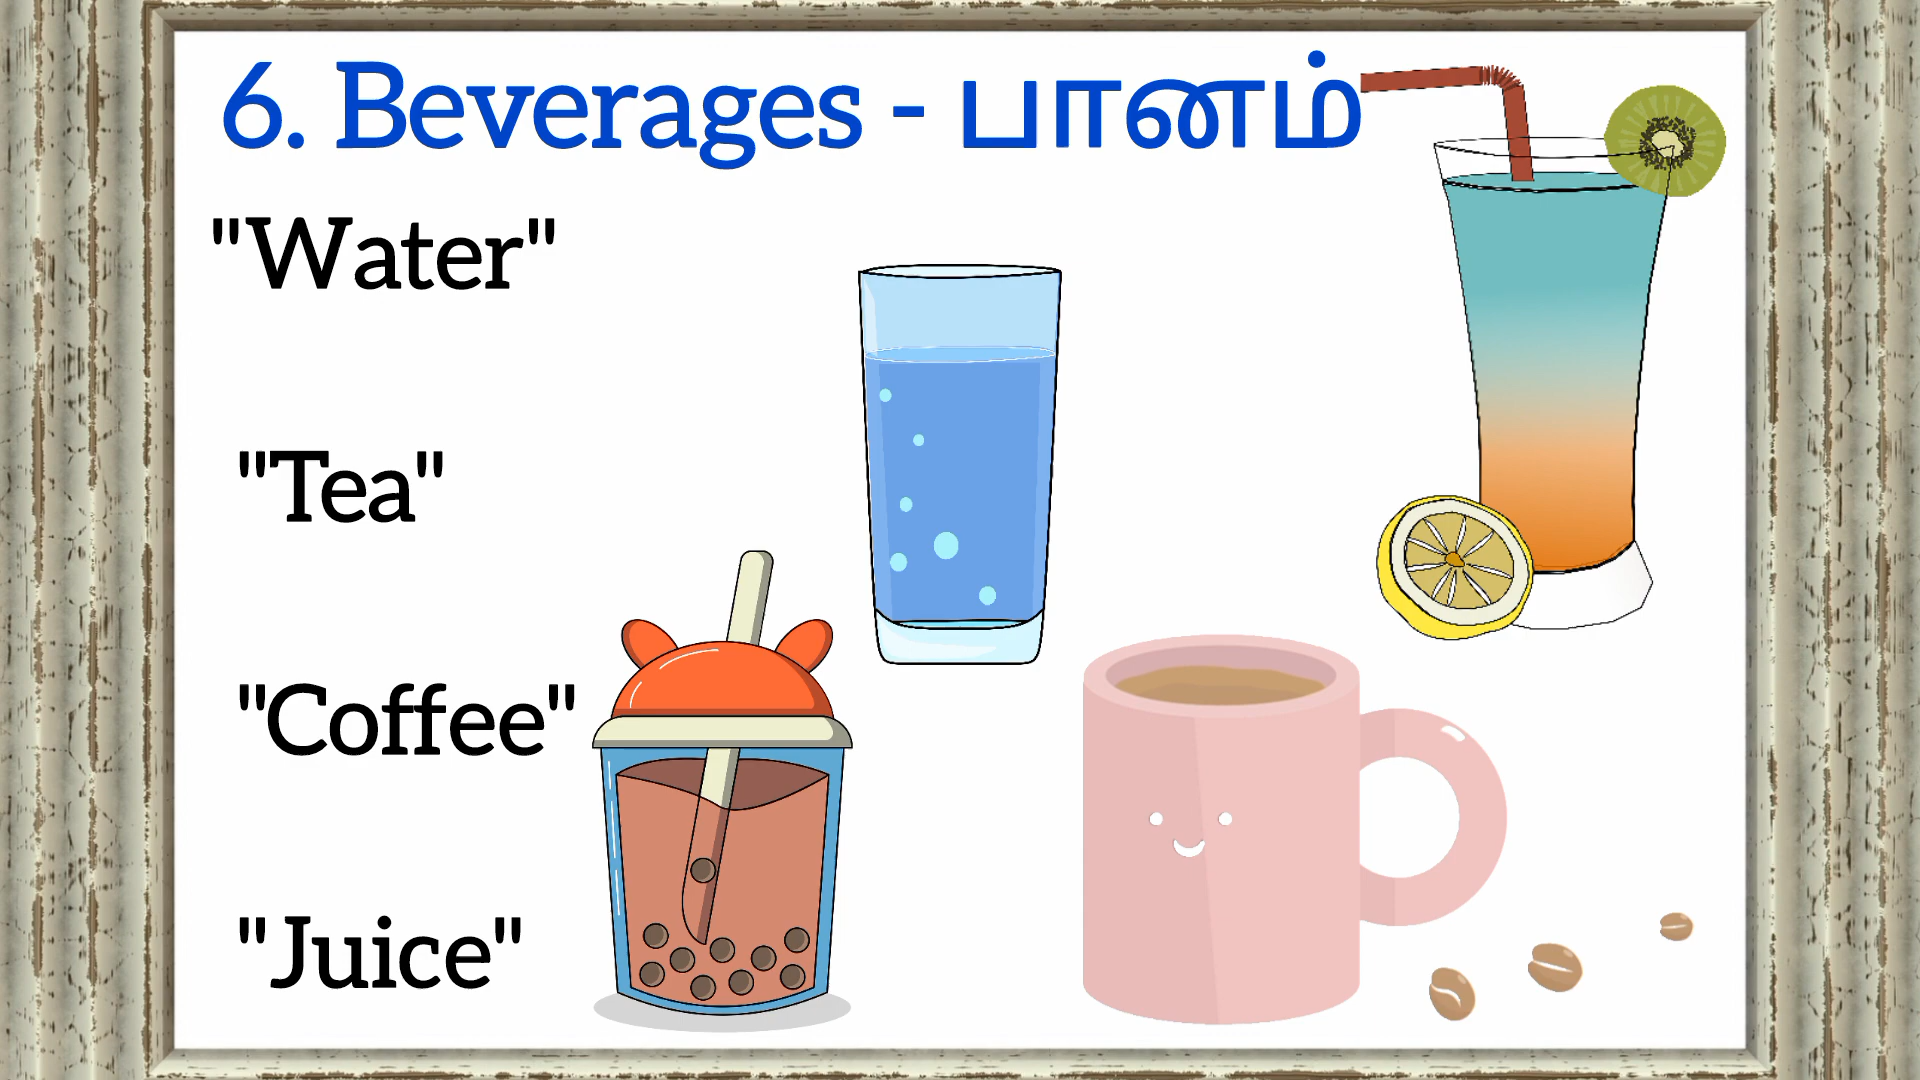 6. Beverages - பானம்
"Water"
"Tea"
"Coffee"
"Juice"